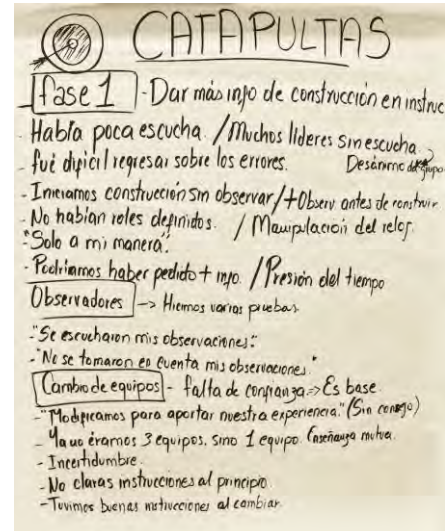 CATAPULTAS
Fase 1 - Dar más info de construcción en instruc
- Había poca escucha. / Muchos líderes sin escucha
- fué dificil regresar sobre los errores. Desánimo del grupo
- Iniciamos construcción sin observar / + Observ antes de construir
- No habían roles definidos. / Manipulación del reloj.
"Solo a mi manera".
- Podríamos haber pedido + info. / Presión del tiempo
Observadores -> Hicimos varias pruebas
- "Se escucharon mis observaciones."
- "No se tomaron en cuenta mis observaciones."
Cambio de equipos - falta de confianza => Es base
- "Modificamos para aportar nuestra experiencia." (Sin consejo)
- Ya no éramos 3 equipos, sino 1 equipo. Enseñanza mutua.
- Incertidumbre.
- No claras instrucciones al principio.
- Tuvimos buenas instrucciones al cambiar.